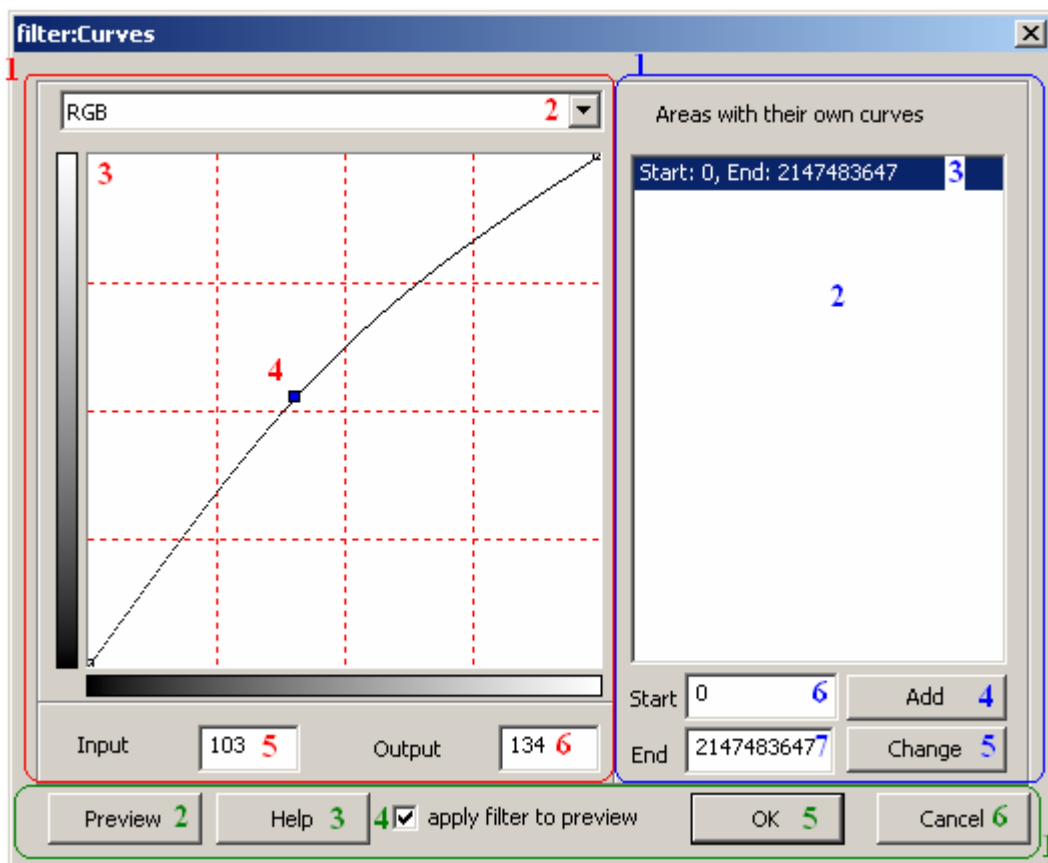 filter:Curves
1
1
RGB 2
Areas with their own curves
3
Start: 0, End: 2147483647 3
2
4
Start 0 6 Add 4
Input 103 5 Output 134 6
End 2147483647 7 Change 5
Preview 2 Help 3 4 apply filter to preview OK 5 Cancel 6
1